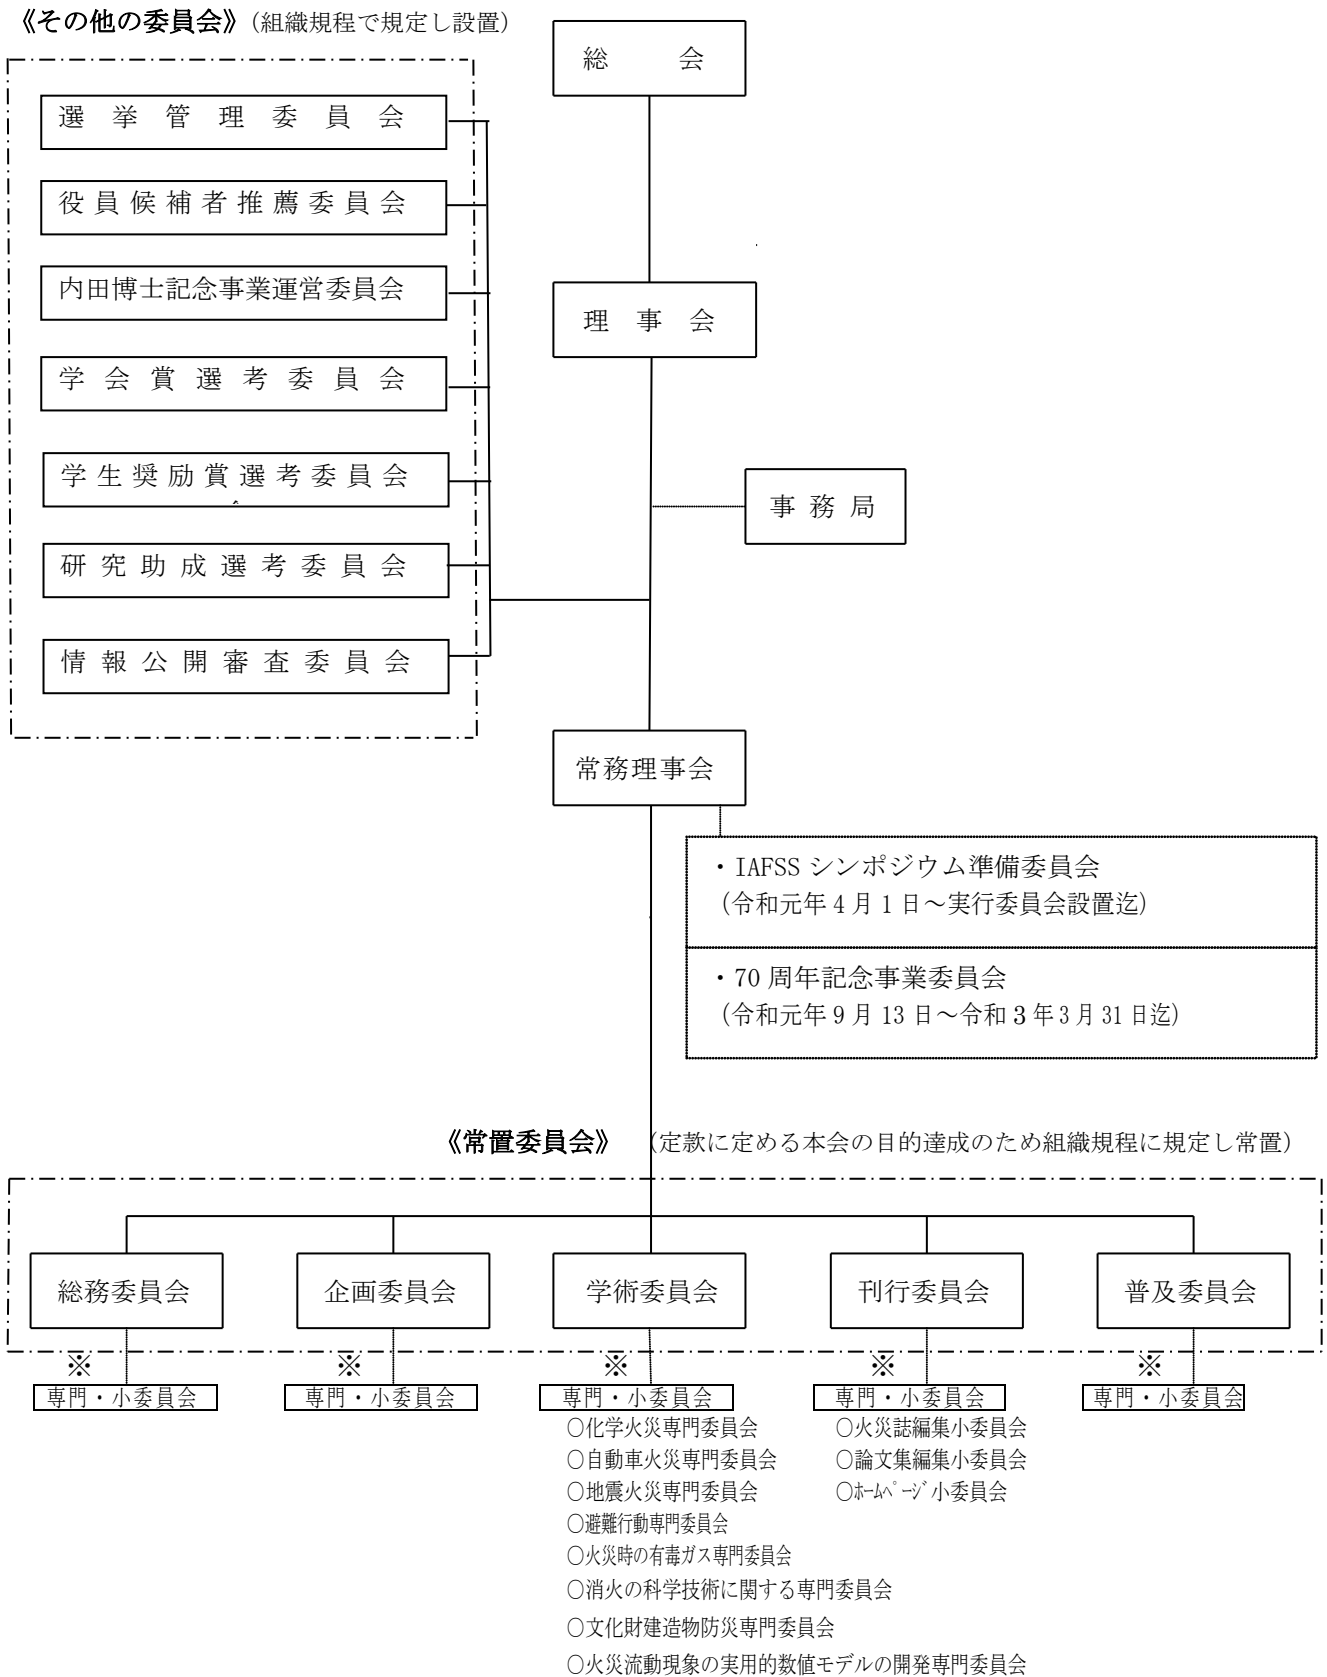 《その他の委員会》(組織規程で規定し設置)
総会
選挙管理委員会
役員候補者推薦委員会
内田博士記念事業運営委員会
理事会
学会賞選考委員会
学生奨励賞選考委員会
事務局
研究助成選考委員会
情報公開審査委員会
常務理事会
・IAFSS シンポジウム準備委員会
(令和元年 4 月 1 日～実行委員会設置迄)
・70 周年記念事業委員会
(令和元年 9 月 13 日～令和 3 年 3 月 31 日迄)
《常置委員会》 (定款に定める本会の目的達成のため組織規程に規定し常置)
総務委員会 企画委員会 学術委員会 刊行委員会 普及委員会
※ ※ ※ ※ ※
専門・小委員会 専門・小委員会 専門・小委員会 専門・小委員会 専門・小委員会
○化学火災専門委員会 ○火災誌編集小委員会
○自動車火災専門委員会 ○論文集編集小委員会
○地震火災専門委員会 ○ﾎｰﾑﾍﾟｰｼﾞ小委員会
○避難行動専門委員会
○火災時の有毒ガス専門委員会
○消火の科学技術に関する専門委員会
○文化財建造物防災専門委員会
○火災流動現象の実用的数値モデルの開発専門委員会